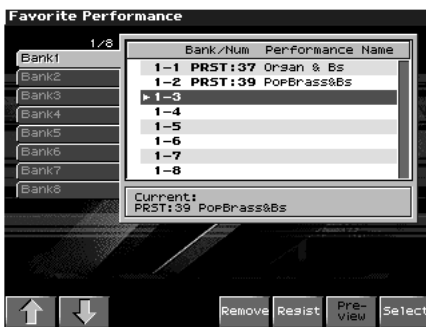 Favorite Performance
1/8
Bank1
Bank2
Bank3
Bank4
Bank5
Bank6
Bank7
Bank8
Bank/Num Performance Name
1-1 PRST:37 Organ & Bs
1-2 PRST:39 PopBrass&Bs
1-3
1-4
1-5
1-6
1-7
1-8
Current:
PRST:39 PopBrass&Bs
Remove Regist Pre-view Select